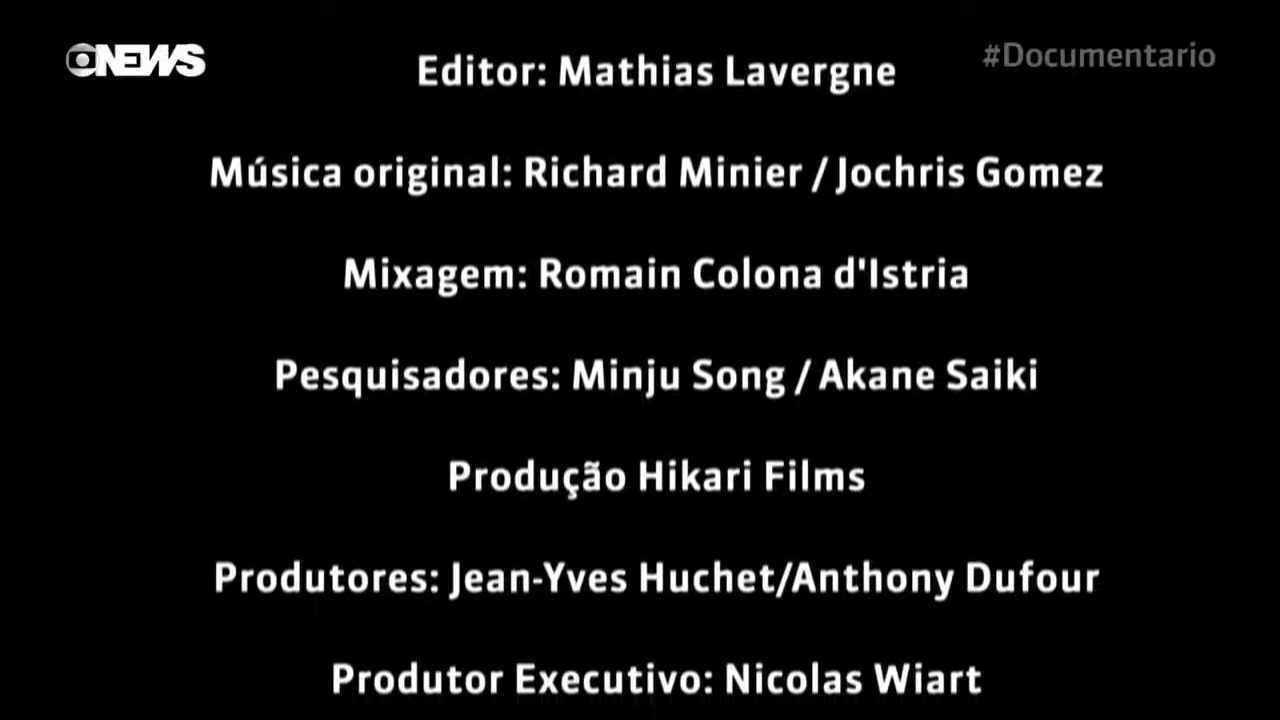 NEWS
#Documentario
Editor: Mathias Lavergne
Música original: Richard Minier / Jochris Gomez
Mixagem: Romain Colona d'Istria
Pesquisadores: Minju Song / Akane Saiki
Produção Hikari Films
Produtores: Jean-Yves Huchet/Anthony Dufour
Produtor Executivo: Nicolas Wiart